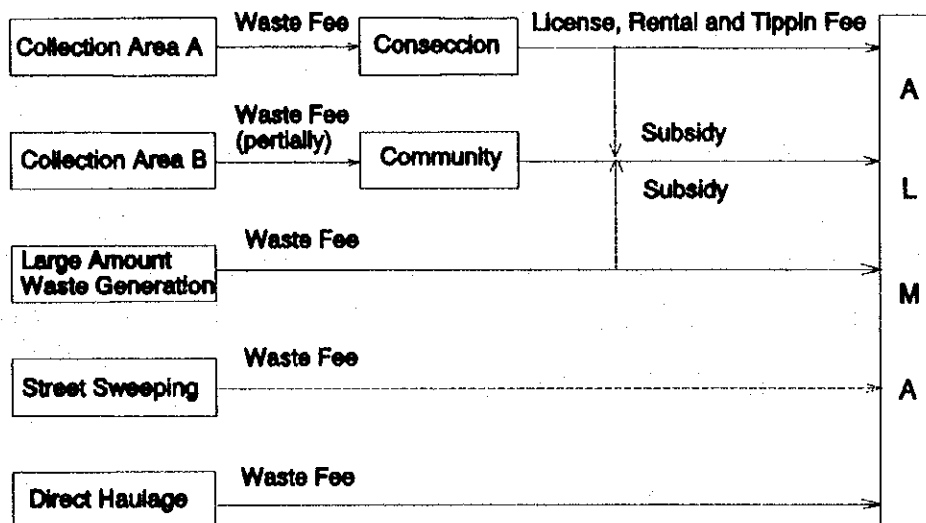 Waste Fee
License, Rental and Tippin Fee
Collection Area A
Conseccion
Waste Fee
(partially)
Subsidy
Collection Area B
Community
Subsidy
Waste Fee
Large Amount
Waste Generation
Waste Fee
Street Sweeping
Waste Fee
Direct Haulage
A
L
M
A